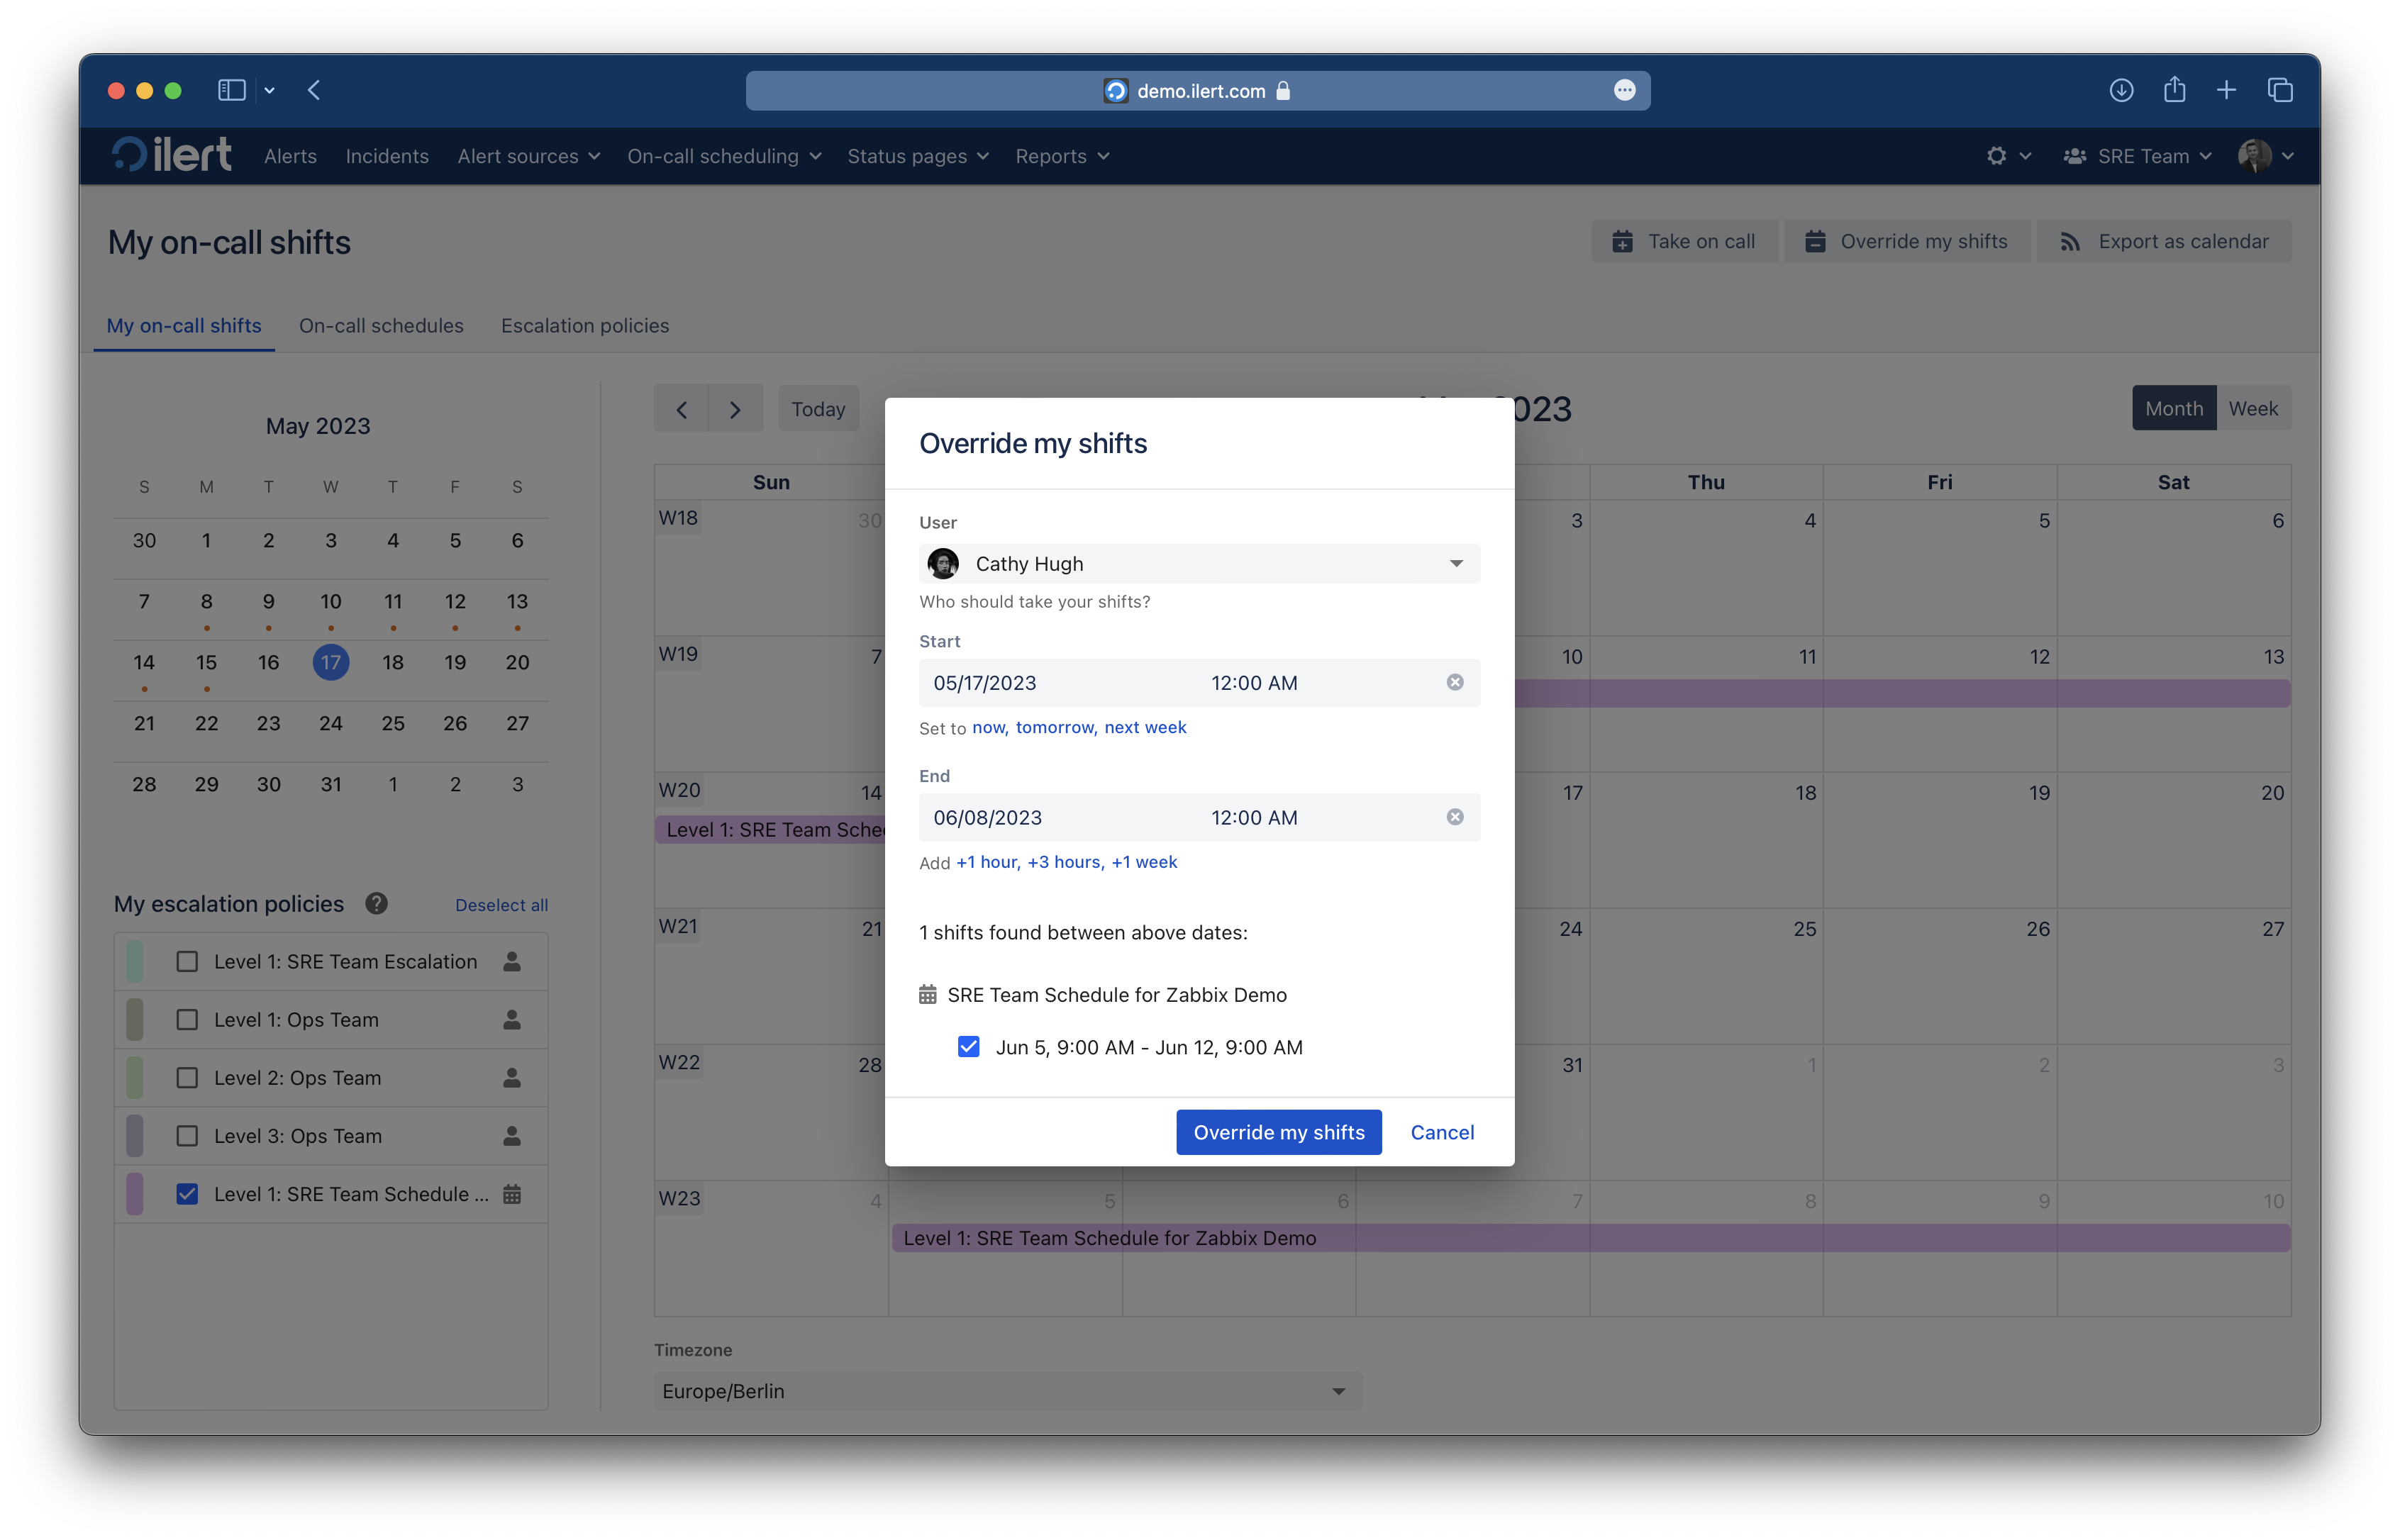 demo.ilert.com
ilert Alerts Incidents Alert sources On-call scheduling Status pages Reports SRE Team
My on-call shifts Take on call Override my shifts Export as calendar
My on-call shifts On-call schedules Escalation policies
May 2023
S M T W T F S
30 1 2 3 4 5 6
7 8 9 10 11 12 13
14 15 16 17 18 19 20
21 22 23 24 25 26 27
28 29 30 31 1 2 3
My escalation policies ? Deselect all
Level 1: SRE Team Escalation
Level 1: Ops Team
Level 2: Ops Team
Level 3: Ops Team
Level 1: SRE Team Schedule ...
Today 2023 Month Week
Sun Thu Fri Sat
W18 30 3 4 5 6
W19 7 10 11 12 13
W20 14 17 18 19 20
Level 1: SRE Team Sche
W21 21 24 25 26 27
W22 28 31 1 2 3
W23 4 5 6 7 8 9 10
Level 1: SRE Team Schedule for Zabbix Demo
Timezone
Europe/Berlin
Override my shifts
User
Cathy Hugh
Who should take your shifts?
Start
05/17/2023 12:00 AM
Set to now, tomorrow, next week
End
06/08/2023 12:00 AM
Add +1 hour, +3 hours, +1 week
1 shifts found between above dates:
SRE Team Schedule for Zabbix Demo
Jun 5, 9:00 AM - Jun 12, 9:00 AM
Override my shifts Cancel